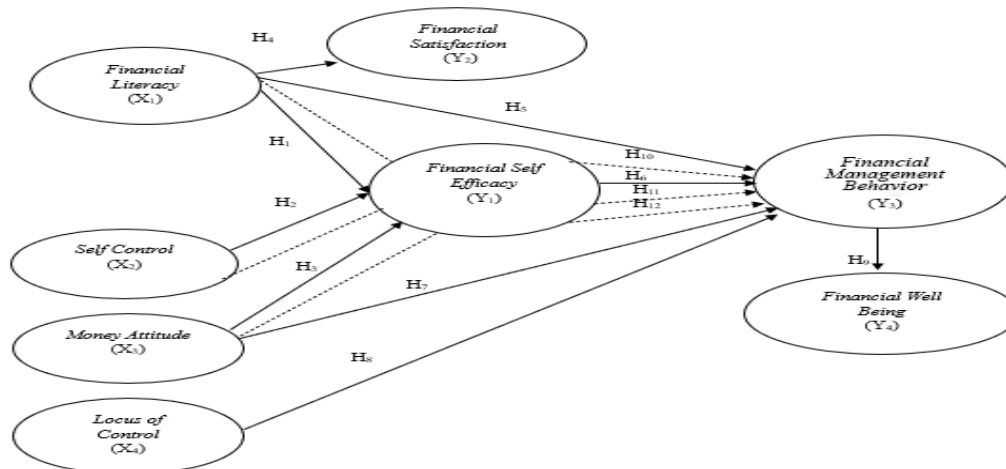 Financial
Satisfaction
(Y₂)
H₄
Financial
Literacy
(X₁)
H₅
H₁
Financial Self
Efficacy
(Y₁)
H₁₀
H₆
H₁₁
H₁₂
Financial
Management
Behavior
(Y₃)
H₂
Self Control
(X₂)
H₃
H₇
H₉
Financial Well
Being
(Y₄)
Money Attitude
(X₃)
H₈
Locus of
Control
(X₄)